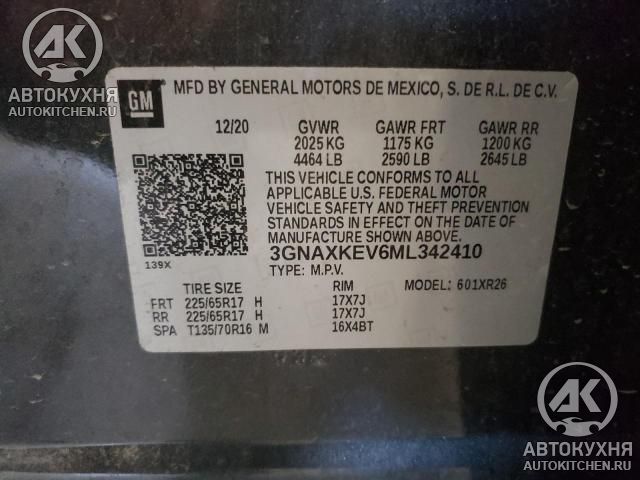 AK
АВТОКУХНЯ
AUTOKITCHEN.RU
GM
MFD BY GENERAL MOTORS DE MEXICO, S. DE R.L. DE C.V.
12/20 GVWR GAWR FRT GAWR RR
2025 KG 1175 KG 1200 KG
4464 LB 2590 LB 2645 LB
THIS VEHICLE CONFORMS TO ALL
APPLICABLE U.S. FEDERAL MOTOR
VEHICLE SAFETY AND THEFT PREVENTION
STANDARDS IN EFFECT ON THE DATE OF
MANUFACTURE SHOWN ABOVE.
139X
3GNAXKEV6ML342410
TYPE: M.P.V. MODEL: 601XR26
TIRE SIZE RIM
FRT 225/65R17 H 17X7J
RR 225/65R17 H 17X7J
SPA T135/70R16 M 16X4BT
AK
АВТОКУХНЯ
AUTOKITCHEN.RU